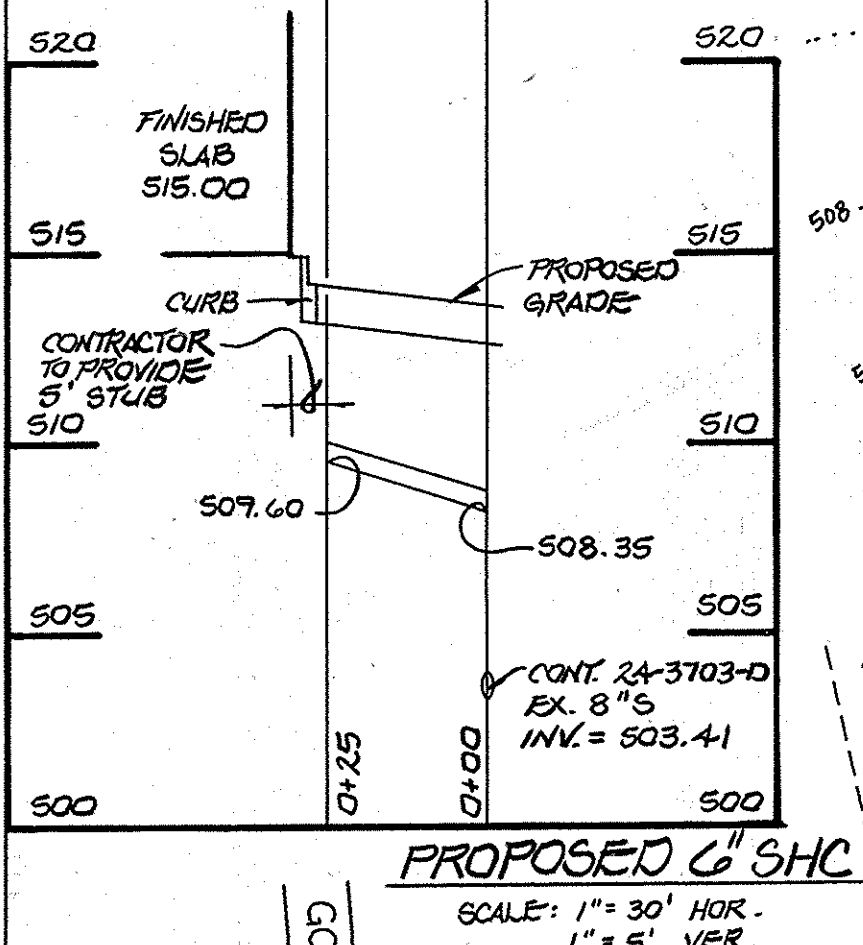 520
520
FINISHED
SLAB
515.00
515
515
508
PROPOSED
GRADE
CURB
CONTRACTOR
TO PROVIDE
5' STUB
510
510
509.60
508.35
505
505
CONT. 24-3703-D
EX. 8"S
INV. = 503.41
0+25
0+00
500
500
PROPOSED 6" SHC
SCALE: 1" = 30' HOR.
1" = 5' VER.
GO